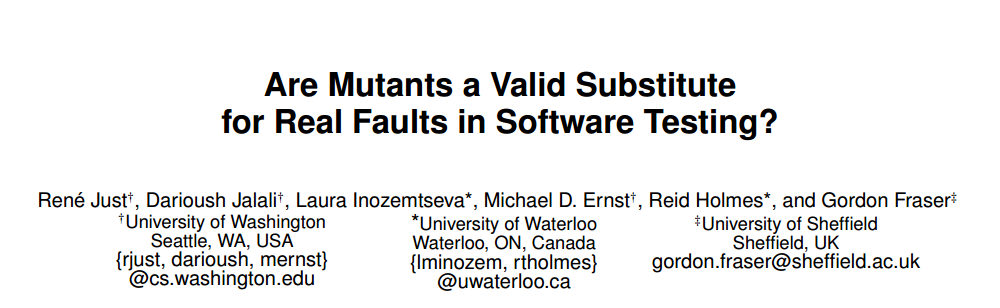 Are Mutants a Valid Substitute
for Real Faults in Software Testing?
René Just†, Darioush Jalali†, Laura Inozemtseva*, Michael D. Ernst†, Reid Holmes*, and Gordon Fraser‡
†University of Washington
Seattle, WA, USA
{rjust, darioush, mernst}
@cs.washington.edu
*University of Waterloo
Waterloo, ON, Canada
{lminozem, rtholmes}
@uwaterloo.ca
‡University of Sheffield
Sheffield, UK
gordon.fraser@sheffield.ac.uk